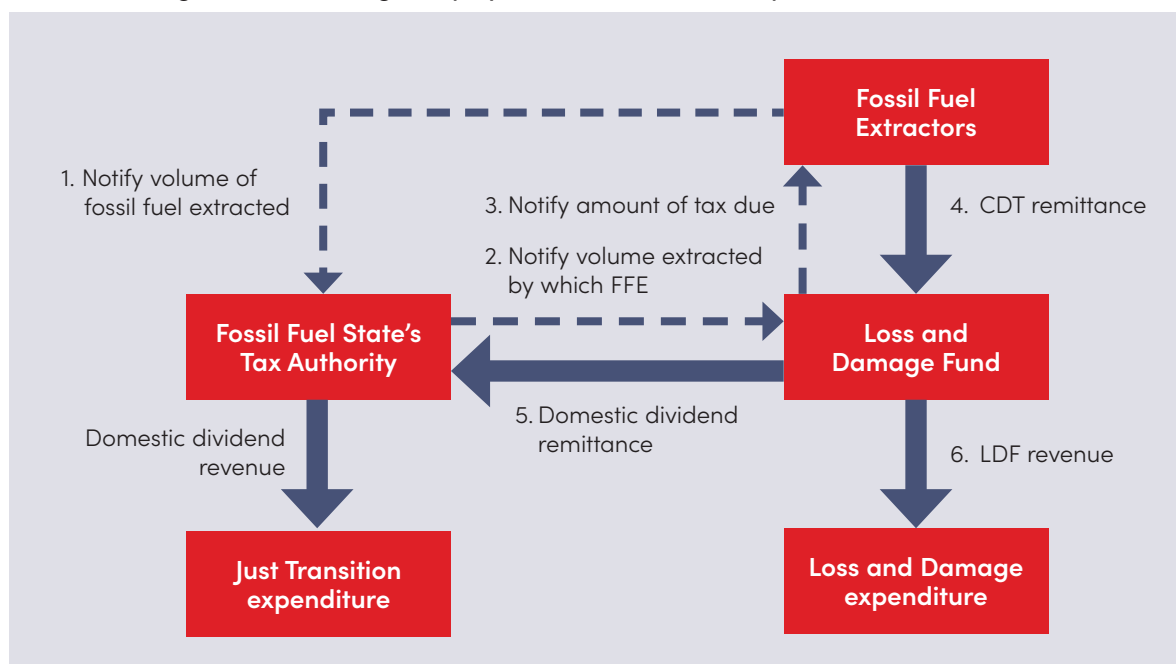 Fossil Fuel
Extractors
1. Notify volume of
fossil fuel extracted
3. Notify amount of tax due
4. CDT remittance
2. Notify volume extracted
by which FFE
Fossil Fuel State's
Tax Authority
Loss and
Damage Fund
5. Domestic dividend
remittance
Domestic dividend
revenue
6. LDF revenue
Just Transition
expenditure
Loss and Damage
expenditure